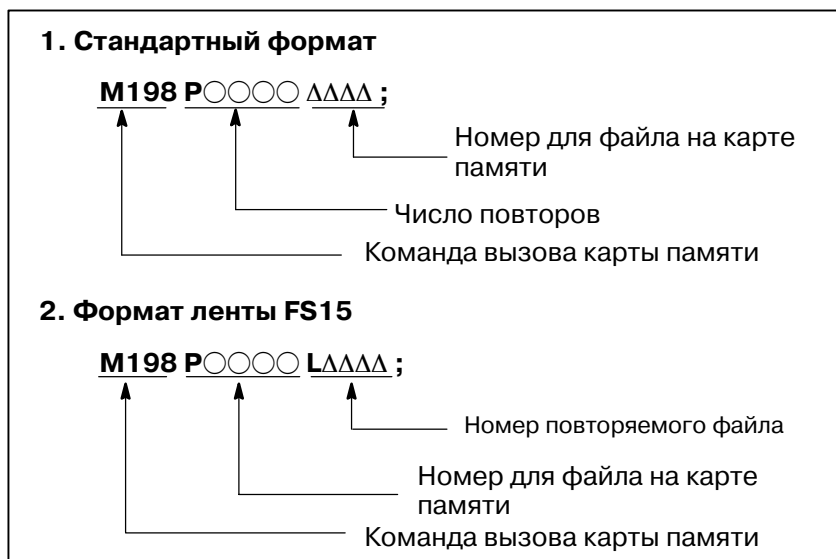 1. Стандартный формат
M198 P○○○○ ΔΔΔΔ ;
Номер для файла на карте
памяти
Число повторов
Команда вызова карты памяти
2. Формат ленты FS15
M198 P○○○○ LΔΔΔΔ ;
Номер повторяемого файла
Номер для файла на карте
памяти
Команда вызова карты памяти